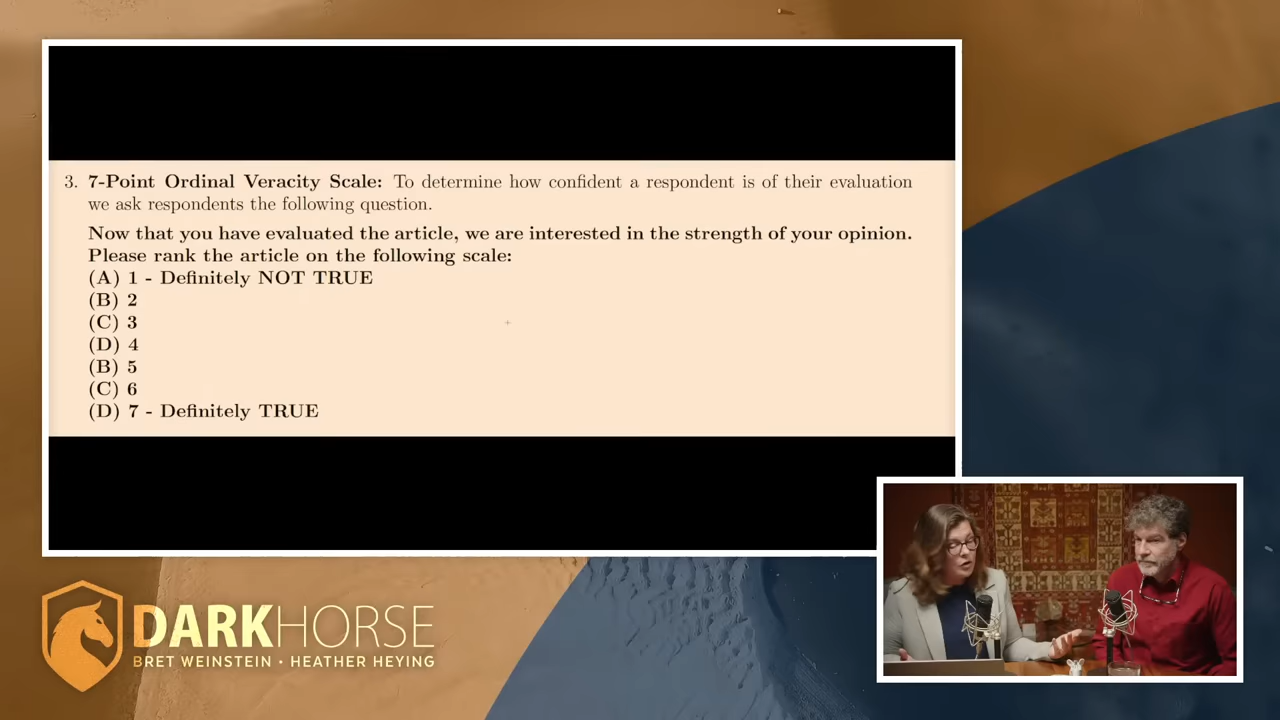 3. 7-Point Ordinal Veracity Scale: To determine how confident a respondent is of their evaluation
we ask respondents the following question.
Now that you have evaluated the article, we are interested in the strength of your opinion.
Please rank the article on the following scale:
(A) 1 - Definitely NOT TRUE
(B) 2
(C) 3
(D) 4
(B) 5
(C) 6
(D) 7 - Definitely TRUE
DARKHORSE
BRET WEINSTEIN • HEATHER HEYING